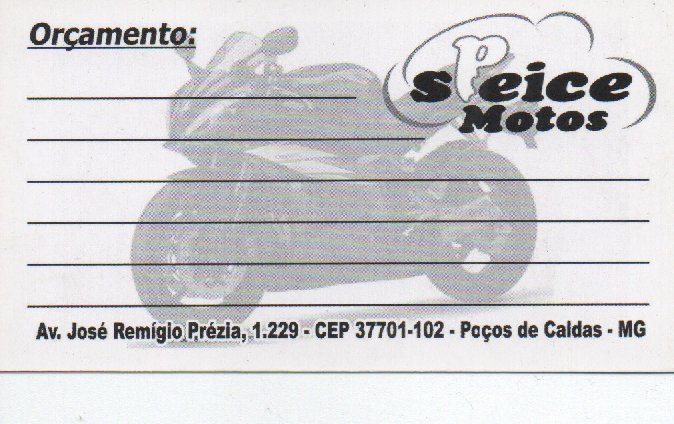 Orçamento:
sPeice
Motos
Av. José Remígio Prézia, 1.229 - CEP 37701-102 - Poços de Caldas - MG